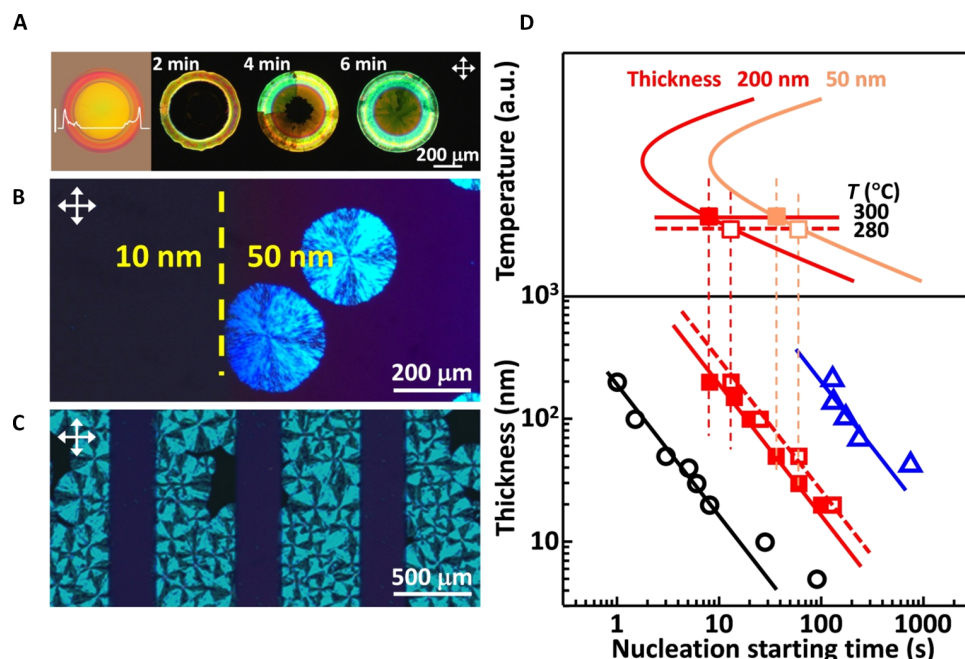 A
2 min
4 min
6 min
200 μm
B
10 nm
50 nm
200 μm
C
500 μm
D
Temperature (a.u.)
Thickness 200 nm 50 nm
T (°C)
300
280
Thickness (nm)
10³
10²
10
1
10
100
1000
Nucleation starting time (s)